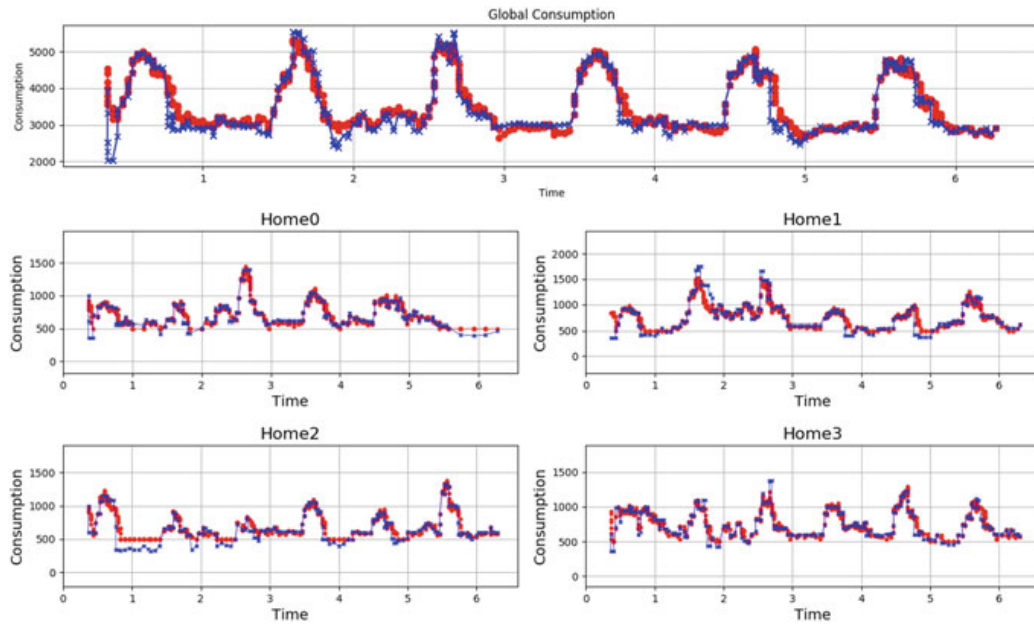 Global Consumption
Consumption
5000
4000
3000
2000
1 2 3 4 5 6
Time
Home0
Consumption
1500
1000
500
0
0 1 2 3 4 5 6
Time
Home1
Consumption
2000
1500
1000
500
0
0 1 2 3 4 5 6
Time
Home2
Consumption
1500
1000
500
0
0 1 2 3 4 5 6
Time
Home3
Consumption
1500
1000
500
0
0 1 2 3 4 5 6
Time